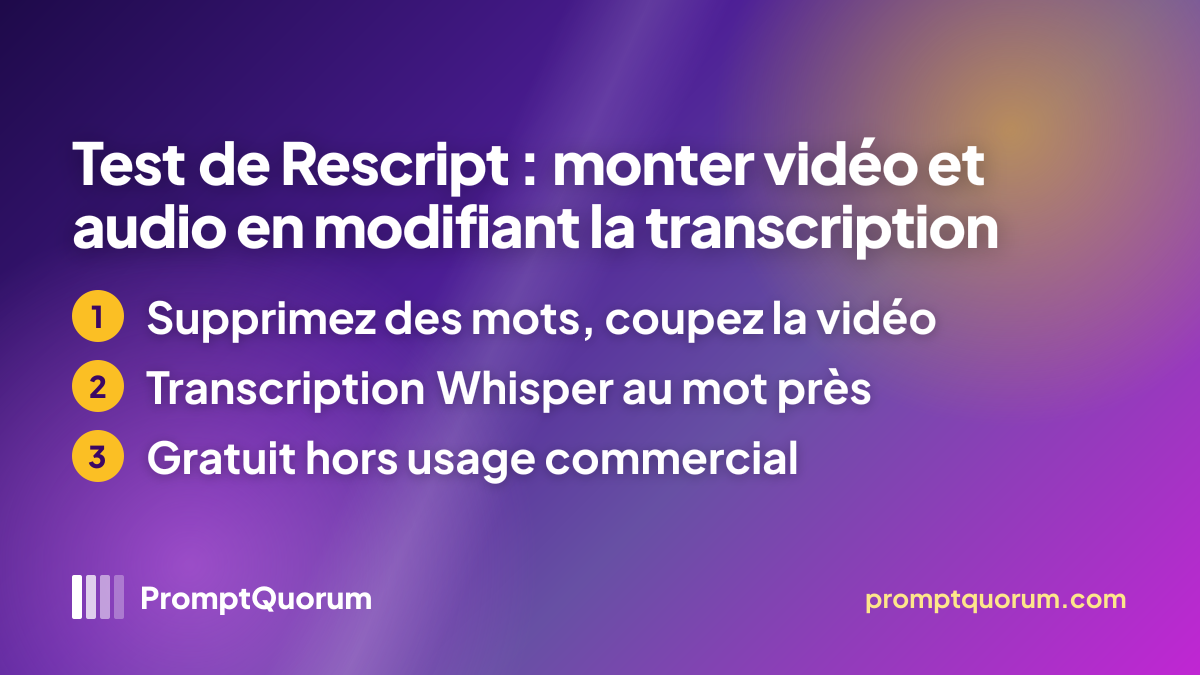 Test de Rescript : monter vidéo et
audio en modifiant la transcription
1 Supprimez des mots, coupez la vidéo
2 Transcription Whisper au mot près
3 Gratuit hors usage commercial
PromptQuorum
promptquorum.com